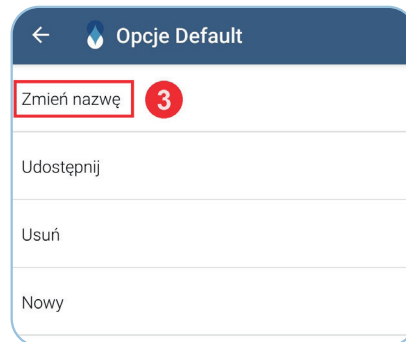 Opcje Default
Zmień nazwę 3
Udostępnij
Usuń
Nowy